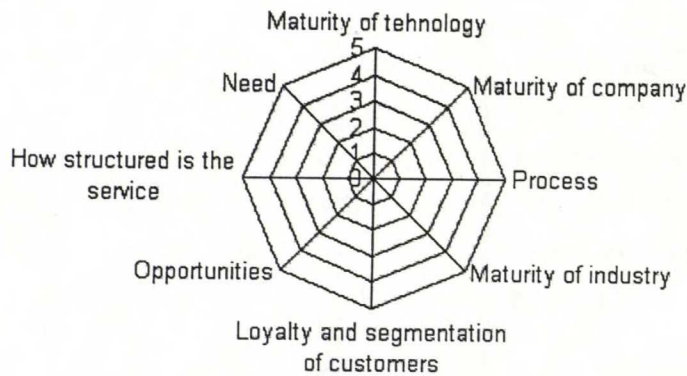 Maturity of tehnology
5
Need
4
Maturity of company
3
2
1
How structured is the
service
0
Process
Opportunities
Maturity of industry
Loyalty and segmentation
of customers